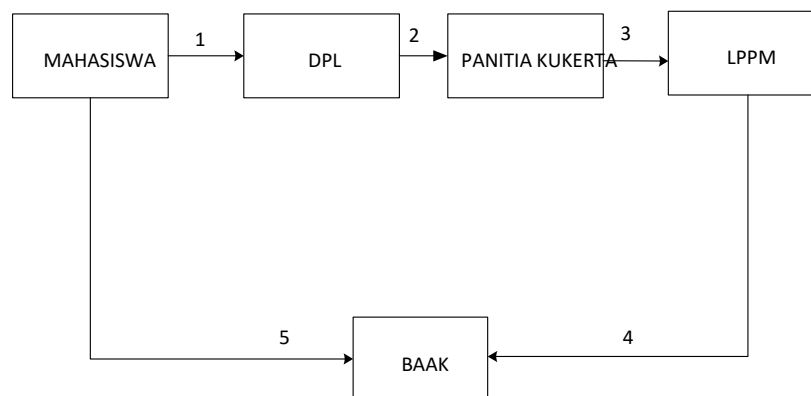 MAHASISWA
1
DPL
2
PANITIA KUKERTA
3
LPPM
5
BAAK
4